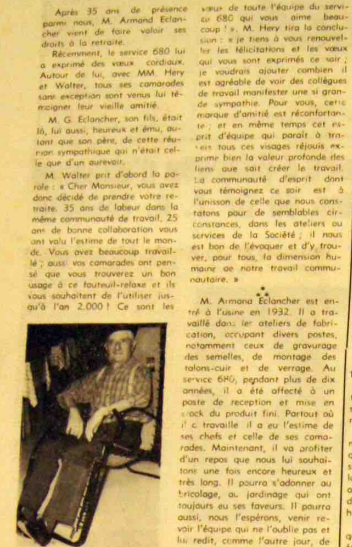 Après 35 ans de présence
parmi nous, M. Armand Eclan-
cher vient de faire valoir ses
droits à la retraite.
Récemment, le service 680 lui
a exprimé des vœux cordiaux.
Autour de lui, avec MM. Hery
et Walter, tous ses camarades
sans exception sont venus lui té-
moigner leur vieille amitié.
M. G. Eclancher, son fils, était
là, lui aussi, heureux et ému, au-
tant que son père, de cette réu-
nion sympathique qui n'était cel-
le que d'un aurevoir.
M. Walter prit d'abord la pa-
role : « Cher Monsieur, vous avez
donc décidé de prendre votre re-
traite. 35 ans de labeur dans la
même communauté de travail, 25
ans de bonne collaboration vous
ont valu l'estime de tout le mon-
de. Vous avez beaucoup travail-
lé ; aussi vos camarades ont pen-
sé que vous trouverez un bon
usage à ce fauteuil-relaxe et ils
vous souhaitent de l'utiliser jus-
qu'à l'an 2.000 ! Ce sont les
vœux de toute l'équipe du servi-
ce 680 qui vous aime beau-
coup ! ». M. Hery tira la conclu-
sion : « je tiens à vous renouvel-
ler les félicitations et les vœux
qui vous sont exprimés ce soir ;
je voudrais ajouter combien il
est agréable de voir des collègues
de travail manifester une si gran-
de sympathie. Pour vous, cette
marque d'amitié est réconfortan-
te ; et en même temps cet es-
prit d'équipe qui paraît à tra-
vers tous ces visages réjouis ex-
prime bien la valeur profonde des
liens que sait créer le travail.
La communauté d'esprit dont
vous témoignez ce soir est à
l'unisson de celle que nous cons-
tatons pour de semblables cir-
constances, dans les ateliers ou
services de la Société ; il nous
est bon de l'évoquer et d'y trou-
ver, pour tous, la dimension hu-
maine de notre travail commu-
nautaire. »
M. Armand Eclancher est en-
tré à l'usine en 1932. Il a tra-
vaillé dans les ateliers de fabri-
cation, occupant divers postes,
notamment ceux de gravurage
des semelles, de montage des
talons-cuir et de verrage. Au
service 680, pendant plus de dix
années, il a été affecté à un
poste de réception et mise en
stock du produit fini. Partout où
il a travaillé il a eu l'estime de
ses chefs et celle de ses cama-
rades. Maintenant, il va profiter
d'un repos que nous lui souhai-
tons une fois encore heureux et
très long. Il pourra s'adonner au
bricolage, au jardinage qui ont
toujours eu ses faveurs. Il pourra
aussi, nous l'espérons, venir re-
voir l'équipe qui ne l'oublie pas et
lui redit, comme l'autre jour, de